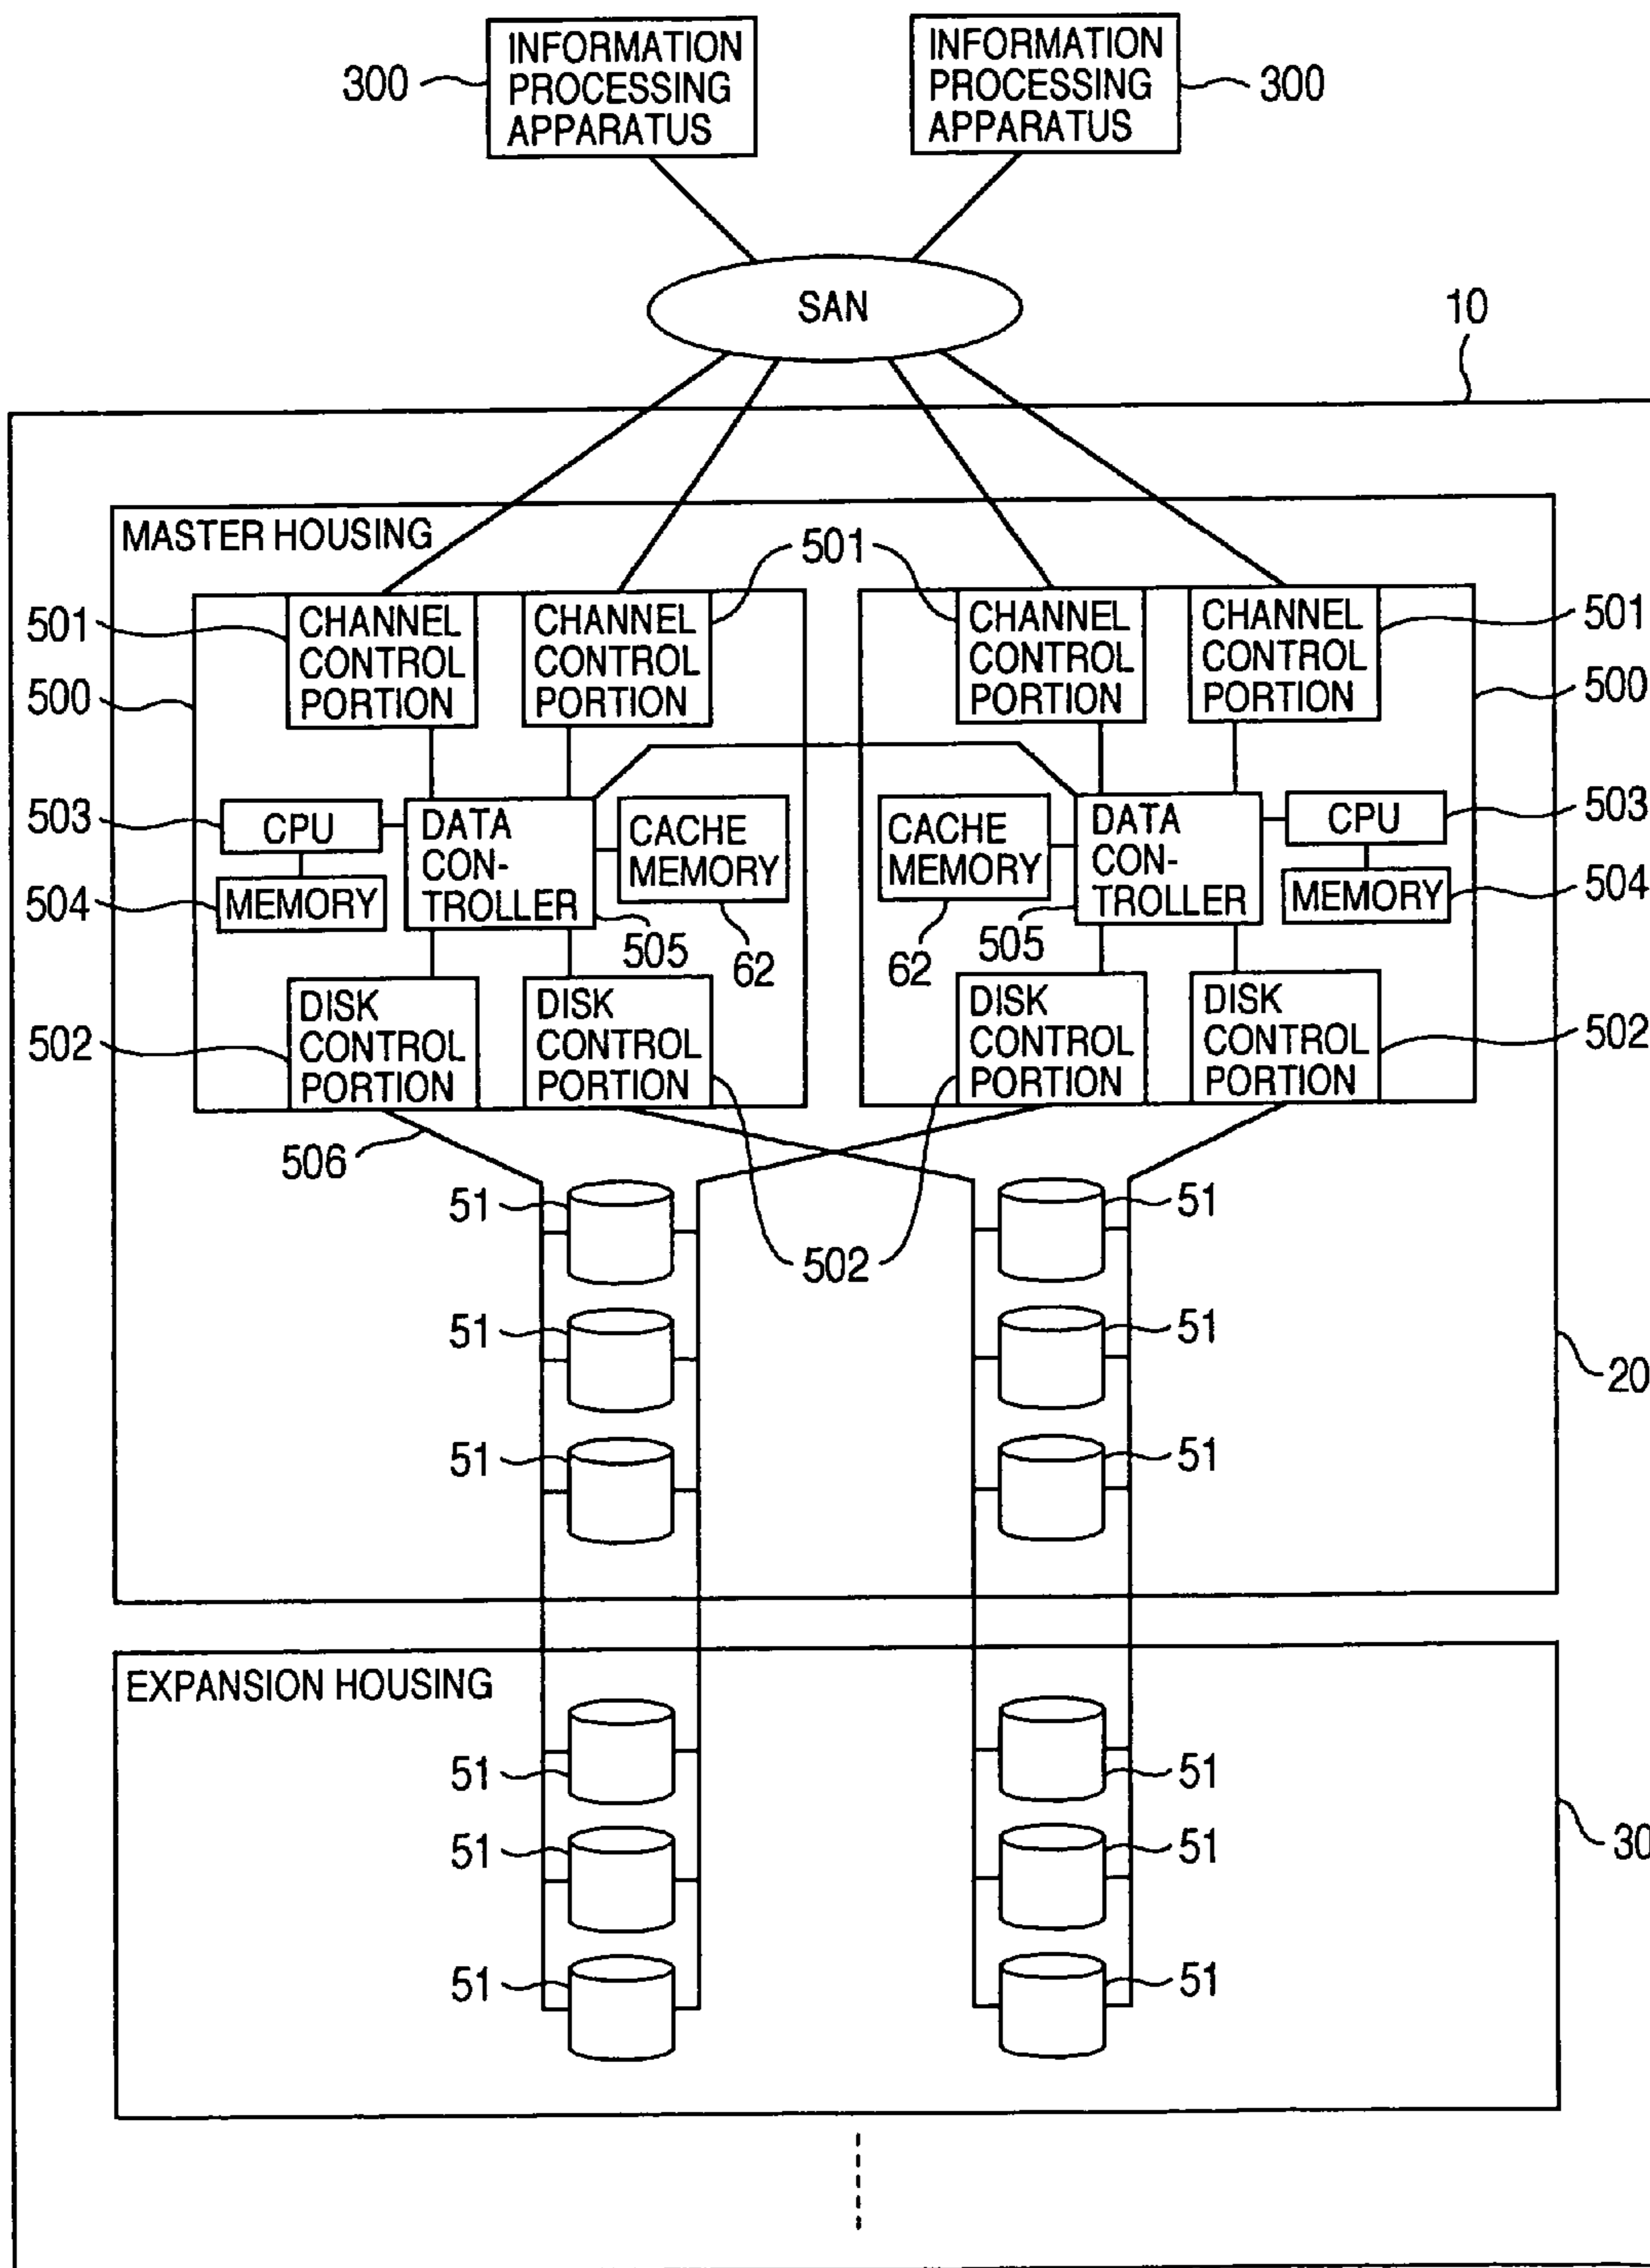 INFORMATION
PROCESSING
APPARATUS
300
INFORMATION
PROCESSING
APPARATUS
300
SAN
10
MASTER HOUSING
501
501
CHANNEL
CONTROL
PORTION
CHANNEL
CONTROL
PORTION
CHANNEL
CONTROL
PORTION
CHANNEL
CONTROL
PORTION
501
500
500
503
CPU
DATA
CON-
TROLLER
CACHE
MEMORY
CACHE
MEMORY
DATA
CON-
TROLLER
CPU
503
504
MEMORY
MEMORY
504
505
62
62
505
502
DISK
CONTROL
PORTION
DISK
CONTROL
PORTION
DISK
CONTROL
PORTION
DISK
CONTROL
PORTION
502
506
51
51
502
51
51
20
51
51
EXPANSION HOUSING
51
51
51
51
30
51
51